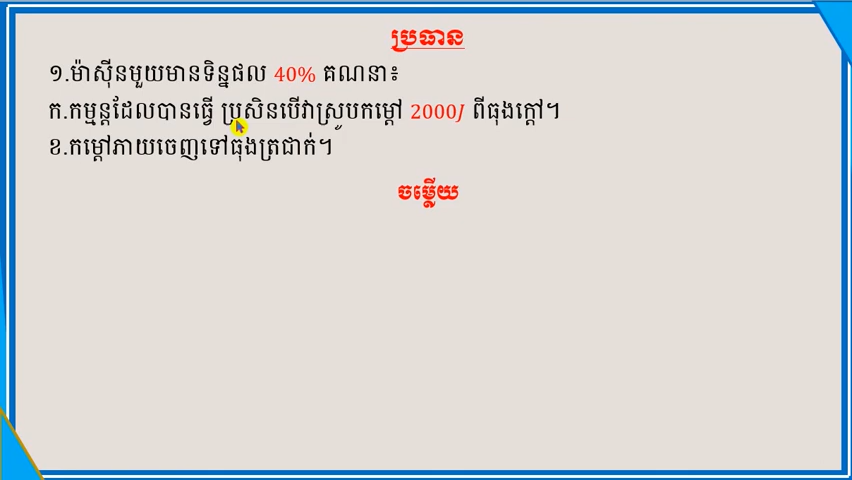 ប្រធាន
១.ម៉ាស៊ីនមួយមានទិន្នផល 40% គណនា៖
ក.កម្មន្តដែលបានធ្វើ ប្រសិនបើវាស្រូបកម្តៅ 2000J ពីធុងក្តៅ។
ខ.កម្តៅភាយចេញទៅធុងត្រជាក់។
ចម្លើយ